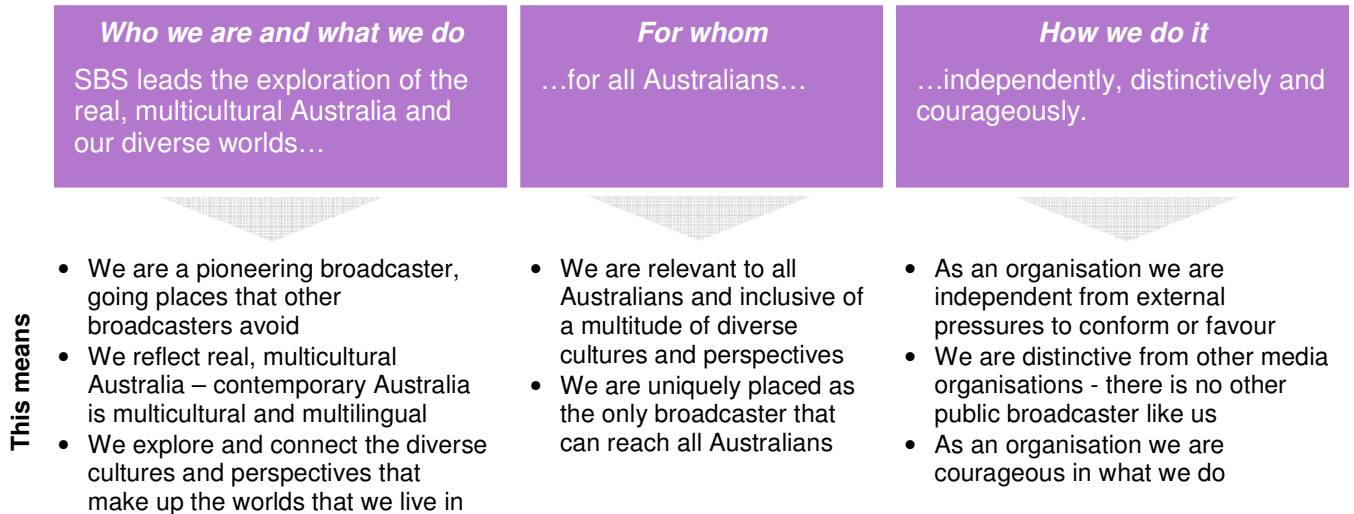 Who we are and what we do
SBS leads the exploration of the
real, multicultural Australia and
our diverse worlds…
For whom
…for all Australians…
How we do it
…independently, distinctively and
courageously.
This means
• We are a pioneering broadcaster,
going places that other
broadcasters avoid
• We reflect real, multicultural
Australia – contemporary Australia
is multicultural and multilingual
• We explore and connect the diverse
cultures and perspectives that
make up the worlds that we live in
• We are relevant to all
Australians and inclusive of
a multitude of diverse
cultures and perspectives
• We are uniquely placed as
the only broadcaster that
can reach all Australians
• As an organisation we are
independent from external
pressures to conform or favour
• We are distinctive from other media
organisations - there is no other
public broadcaster like us
• As an organisation we are
courageous in what we do